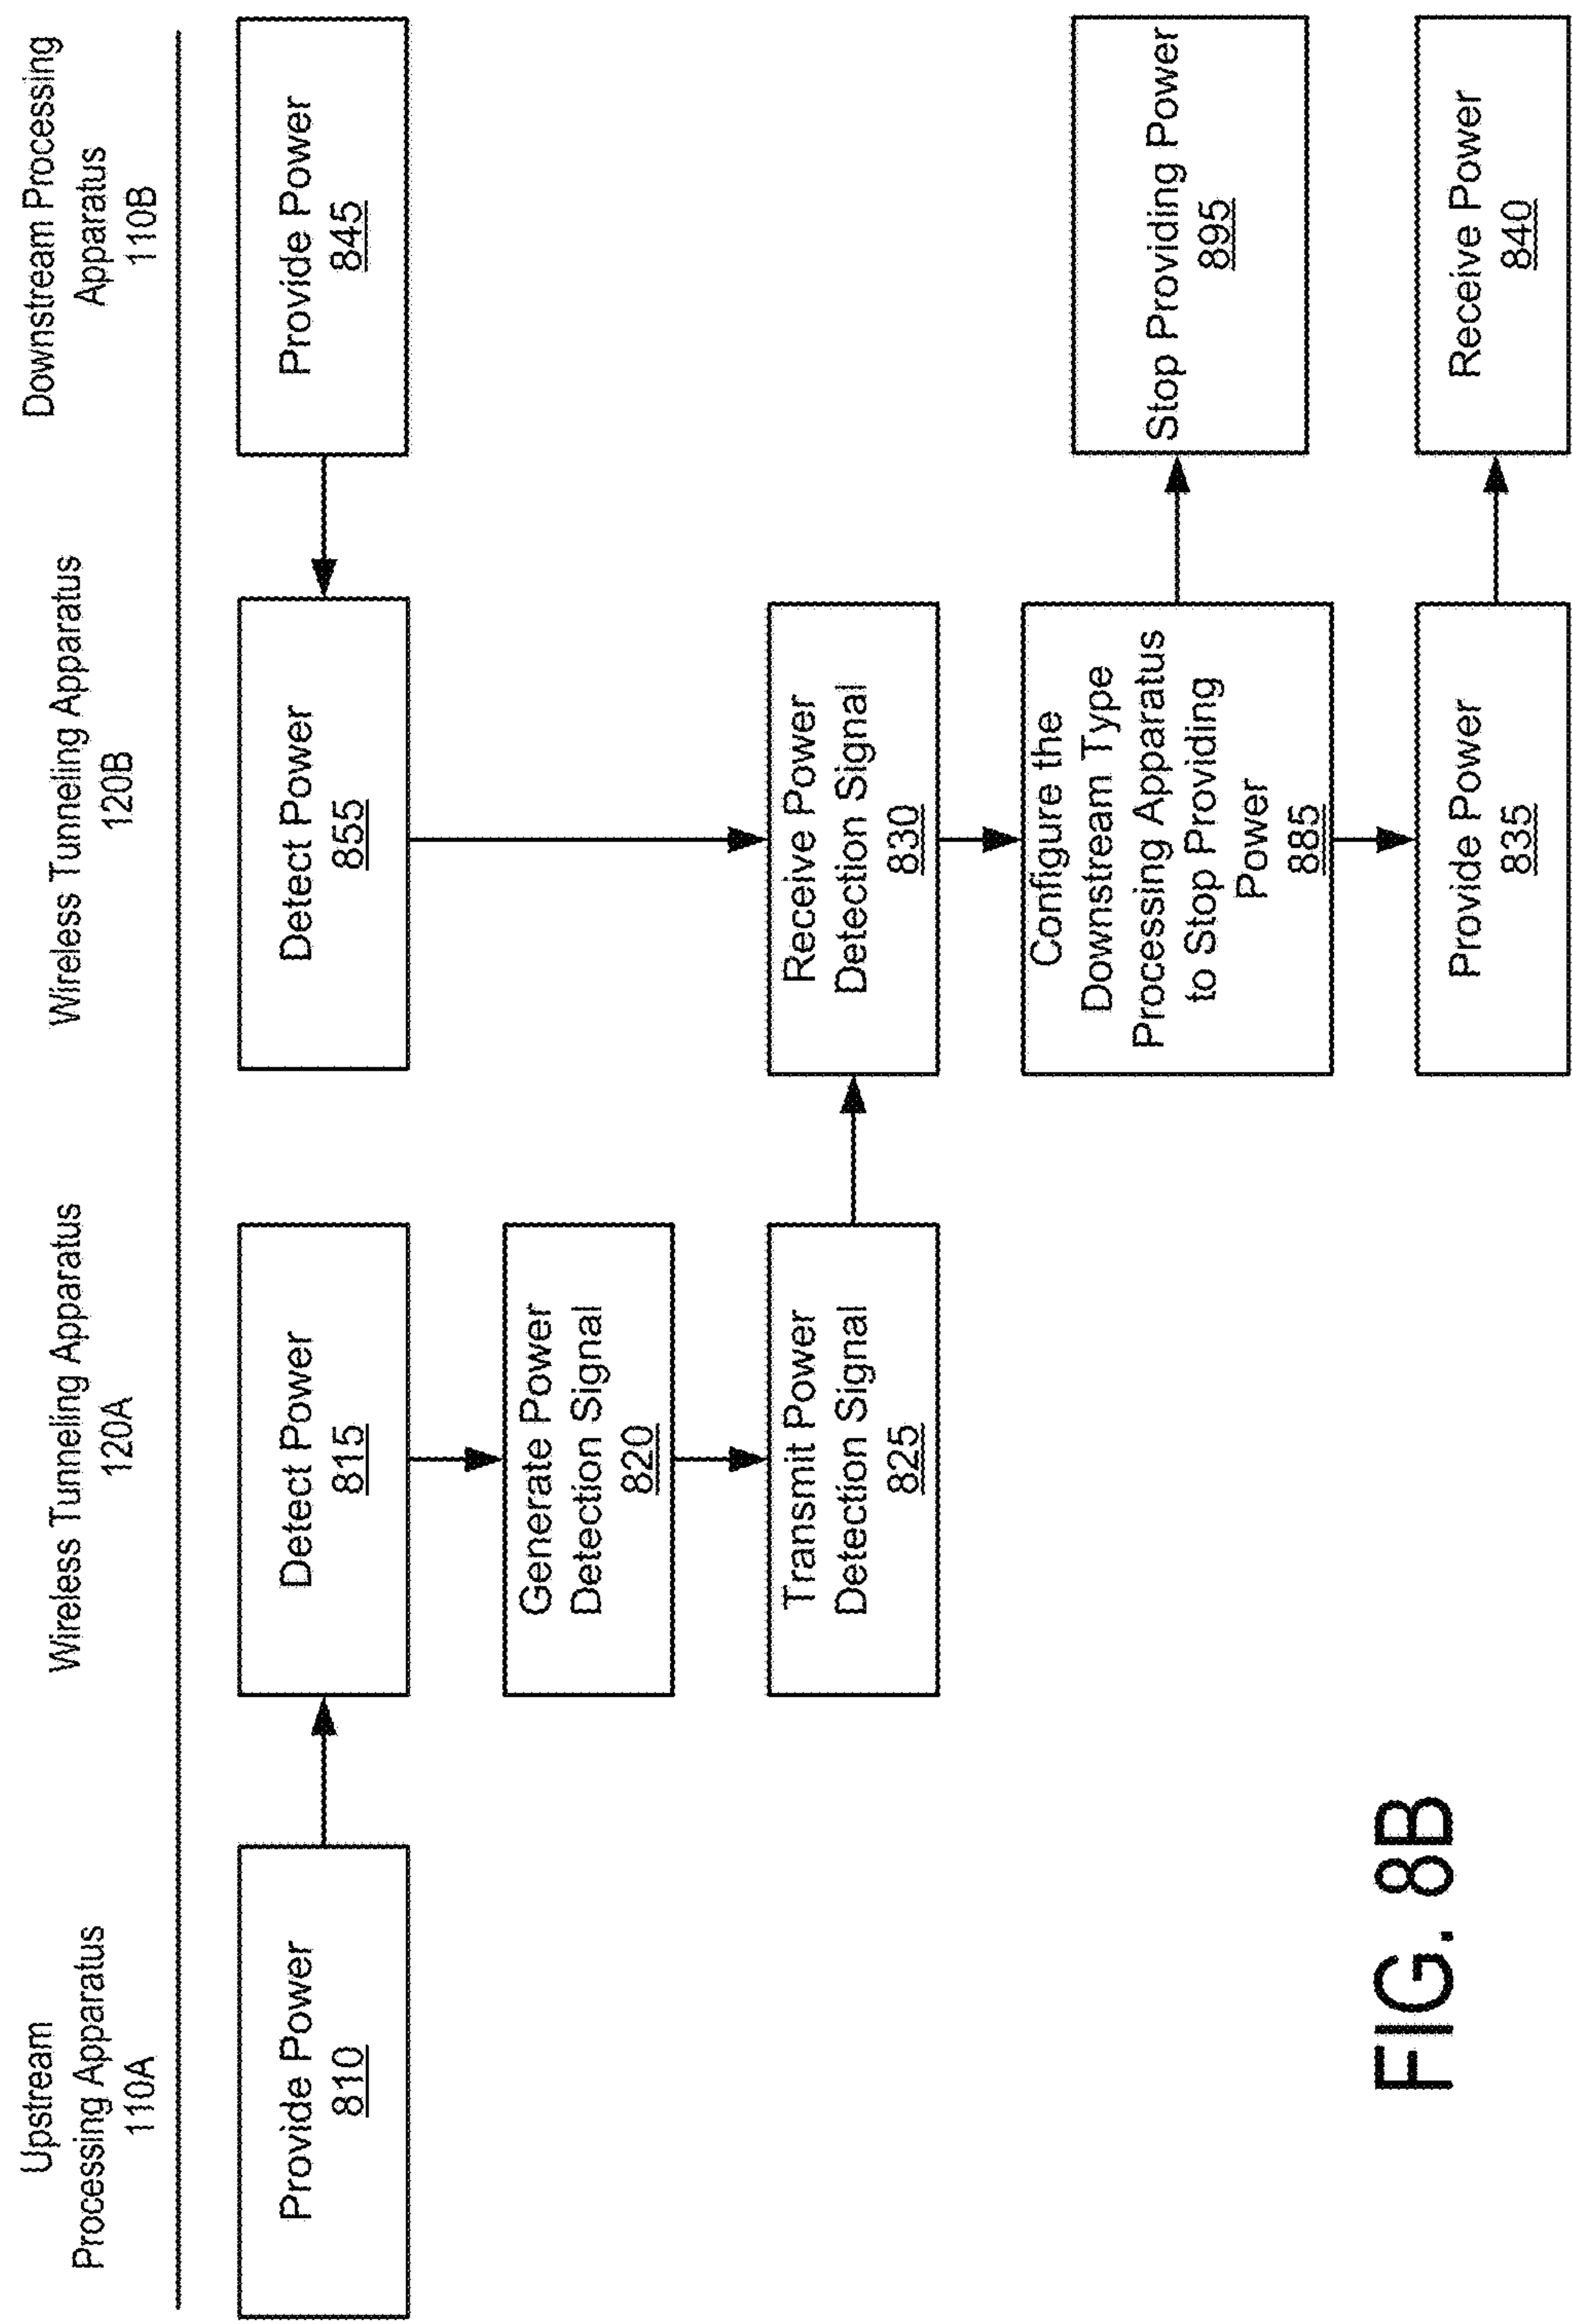 Upstream
Processing Apparatus
110A
Wireless Tunneling Apparatus
120A
Wireless Tunneling Apparatus
120B
Downstream Processing
Apparatus
110B
Provide Power
810
Detect Power
815
Detect Power
855
Provide Power
845
Generate Power
Detection Signal
820
Transmit Power
Detection Signal
825
Receive Power
Detection Signal
830
Configure the
Downstream Type
Processing Apparatus
to Stop Providing
Power
885
Stop Providing Power
895
Provide Power
835
Receive Power
840
FIG. 8B